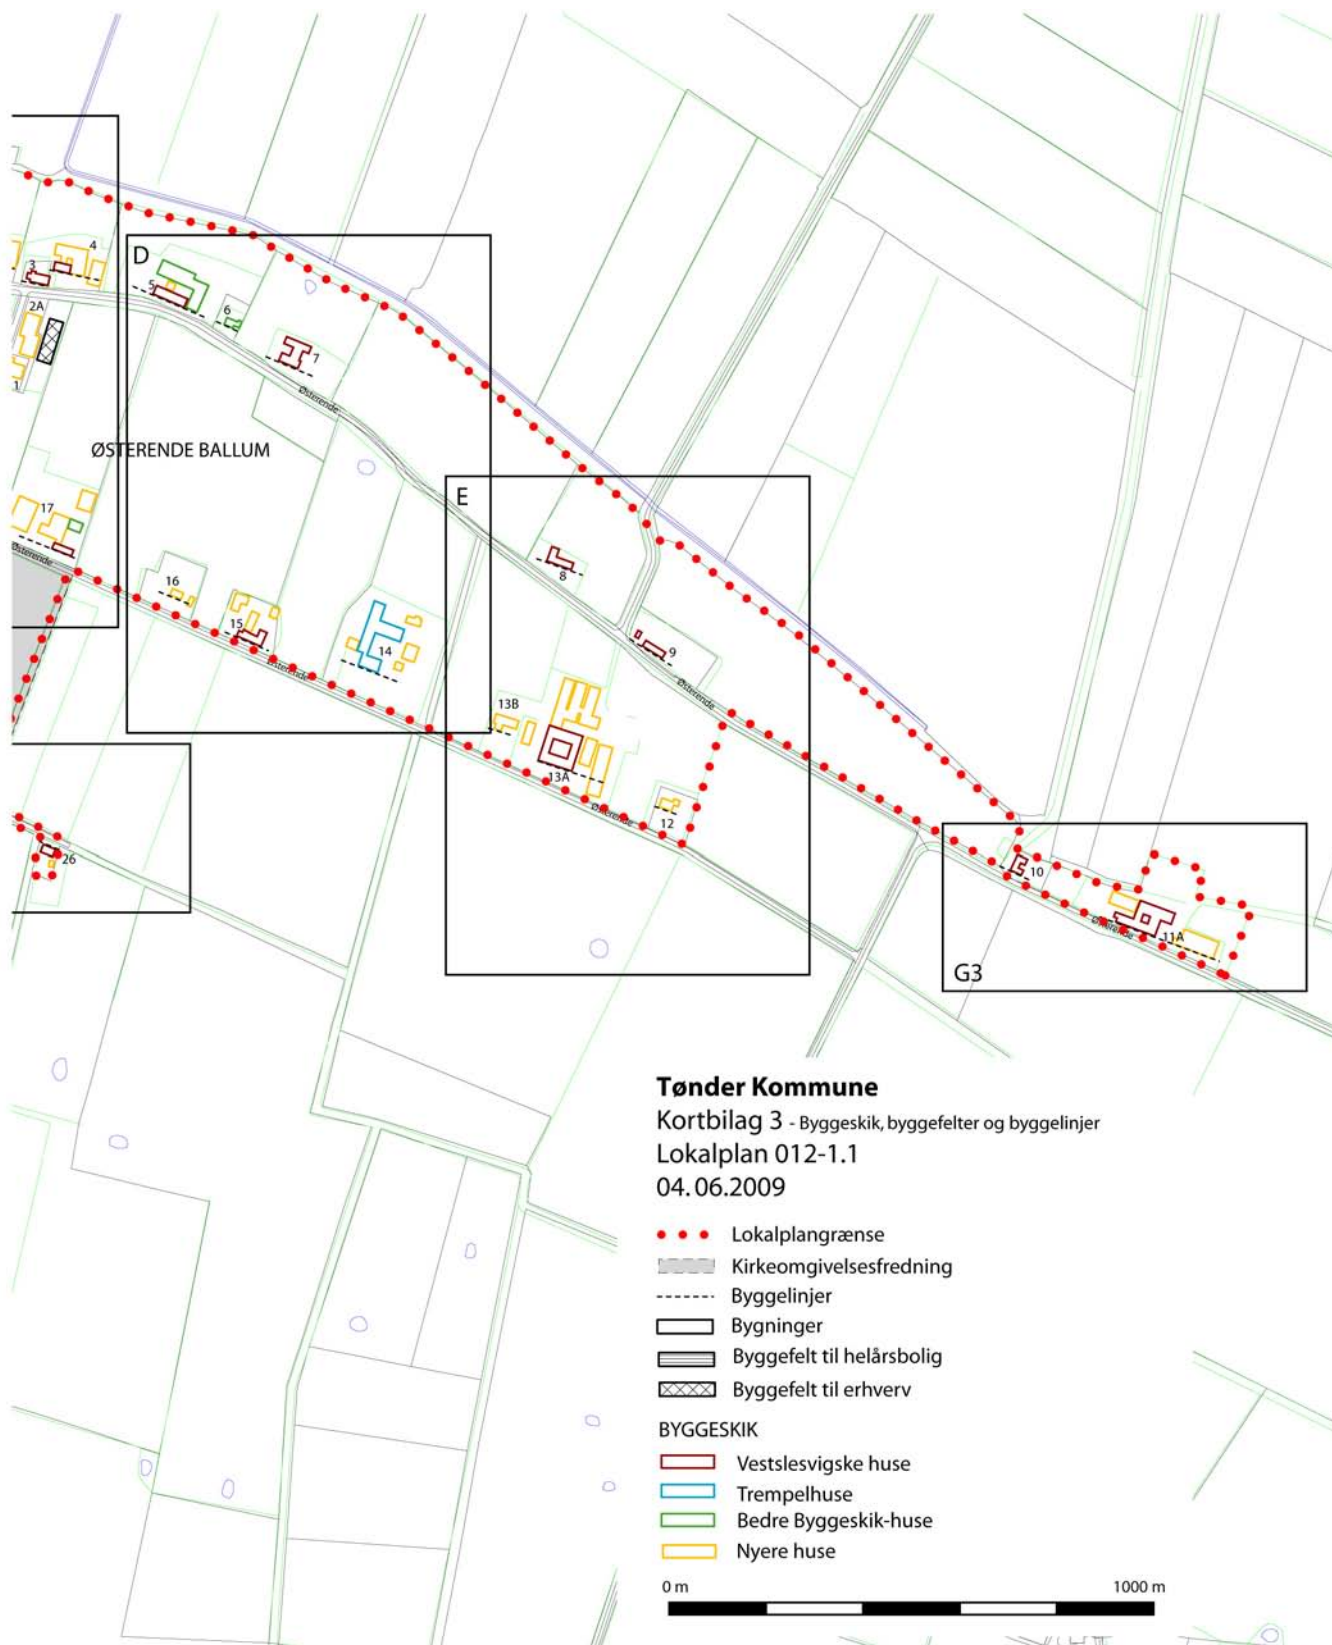 D
4
3
5
2A
6
7
1
Østerende
ØSTERENDE BALLUM
E
17
Østerende
8
16
15
14
9
Østerende
Østerende
13B
13A
12
Østerende
26
10
11A
Østerende
G3
Tønder Kommune
Kortbilag 3 - Byggeskik, byggefelter og byggelinjer
Lokalplan 012-1.1
04.06.2009
Lokalplangrænse
Kirkeomgivelsesfredning
Byggelinjer
Bygninger
Byggefelt til helårsbolig
Byggefelt til erhverv
BYGGESKIK
Vestslesvigske huse
Trempelhuse
Bedre Byggeskik-huse
Nyere huse
0 m 1000 m